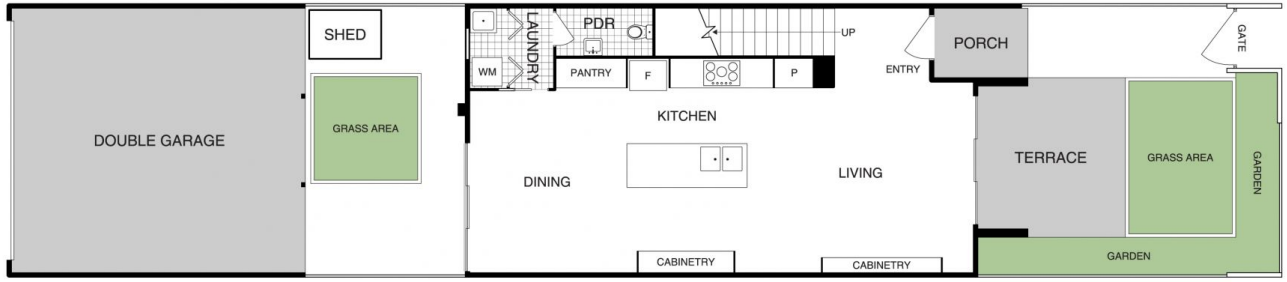 SHED
LAUNDRY
PDR
UP
PORCH
GATE
WM
PANTRY
F
P
ENTRY
KITCHEN
GRASS AREA
DOUBLE GARAGE
DINING
LIVING
TERRACE
GRASS AREA
GARDEN
CABINETRY
CABINETRY
GARDEN